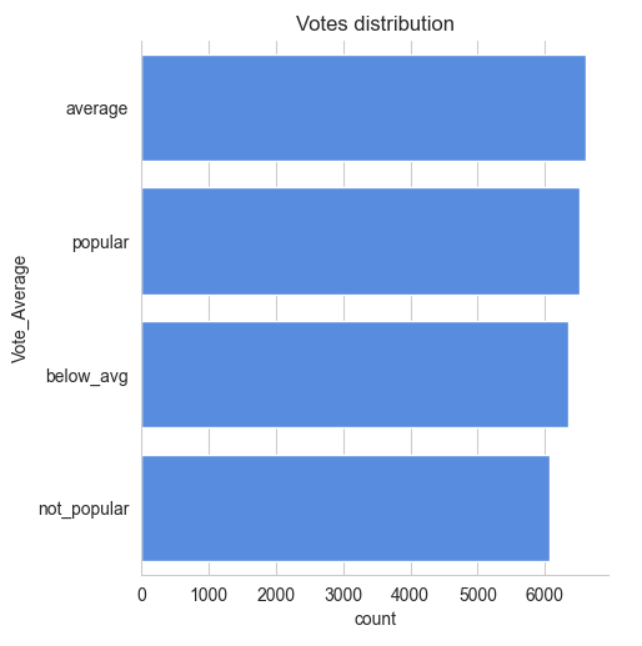 Votes distribution
average
popular
Vote_Average
below_avg
not_popular
0 1000 2000 3000 4000 5000 6000
count